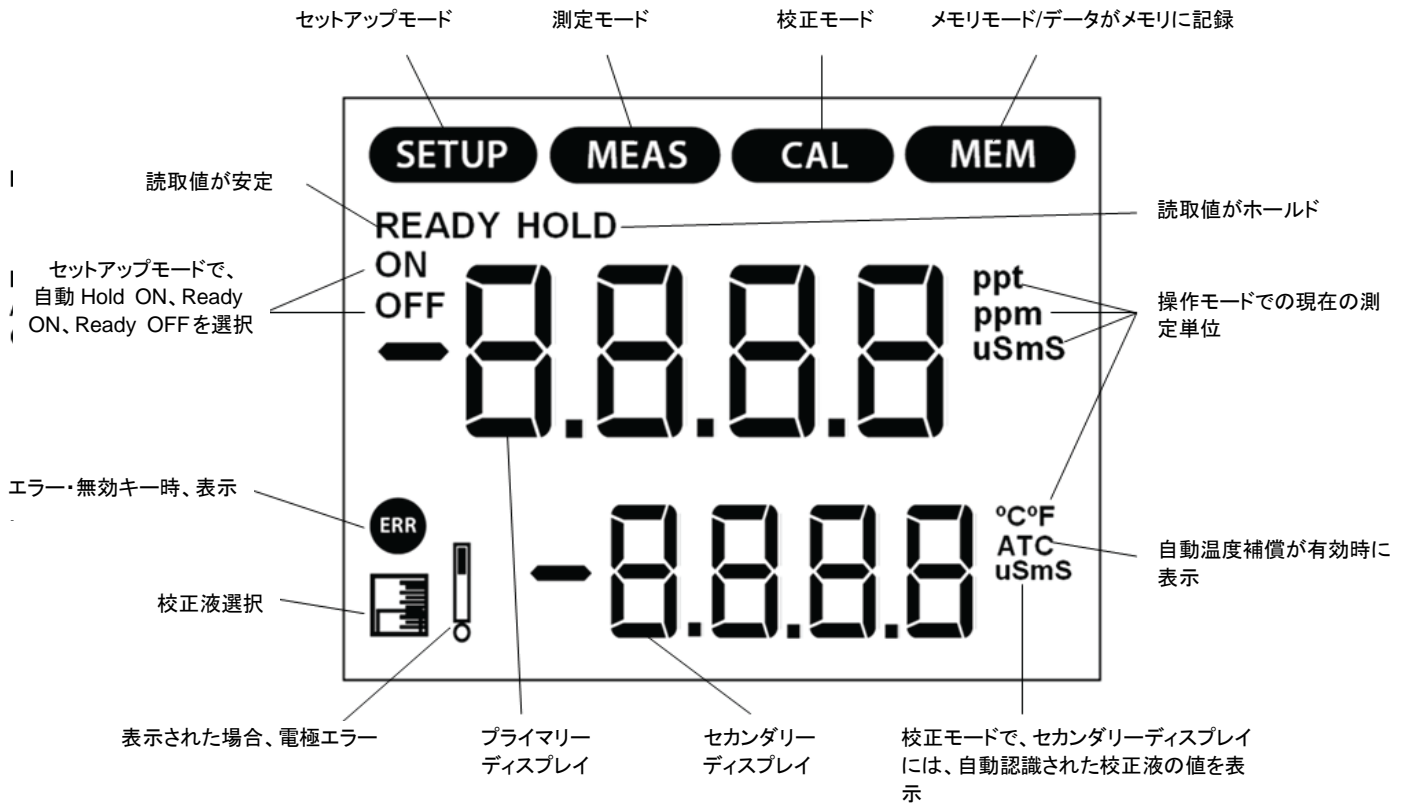 セットアップモード
測定モード
校正モード
メモリモード/データがメモリに記録
SETUP
MEAS
CAL
MEM
読取値が安定
READY HOLD
読取値がホールド
ON
OFF
セットアップモードで、
自動 Hold ON、Ready
ON、Ready OFFを選択
-8.8.8.8
ppt
ppm
uSmS
操作モードでの現在の測
定単位
エラー・無効キー時、表示
ERR
-8.8.8.8
ºCºF
ATC
uSmS
自動温度補償が有効時に
表示
校正液選択
表示された場合、電極エラー
プライマリー
ディスプレイ
セカンダリー
ディスプレイ
校正モードで、セカンダリーディスプレイ
には、自動認識された校正液の値を表
示